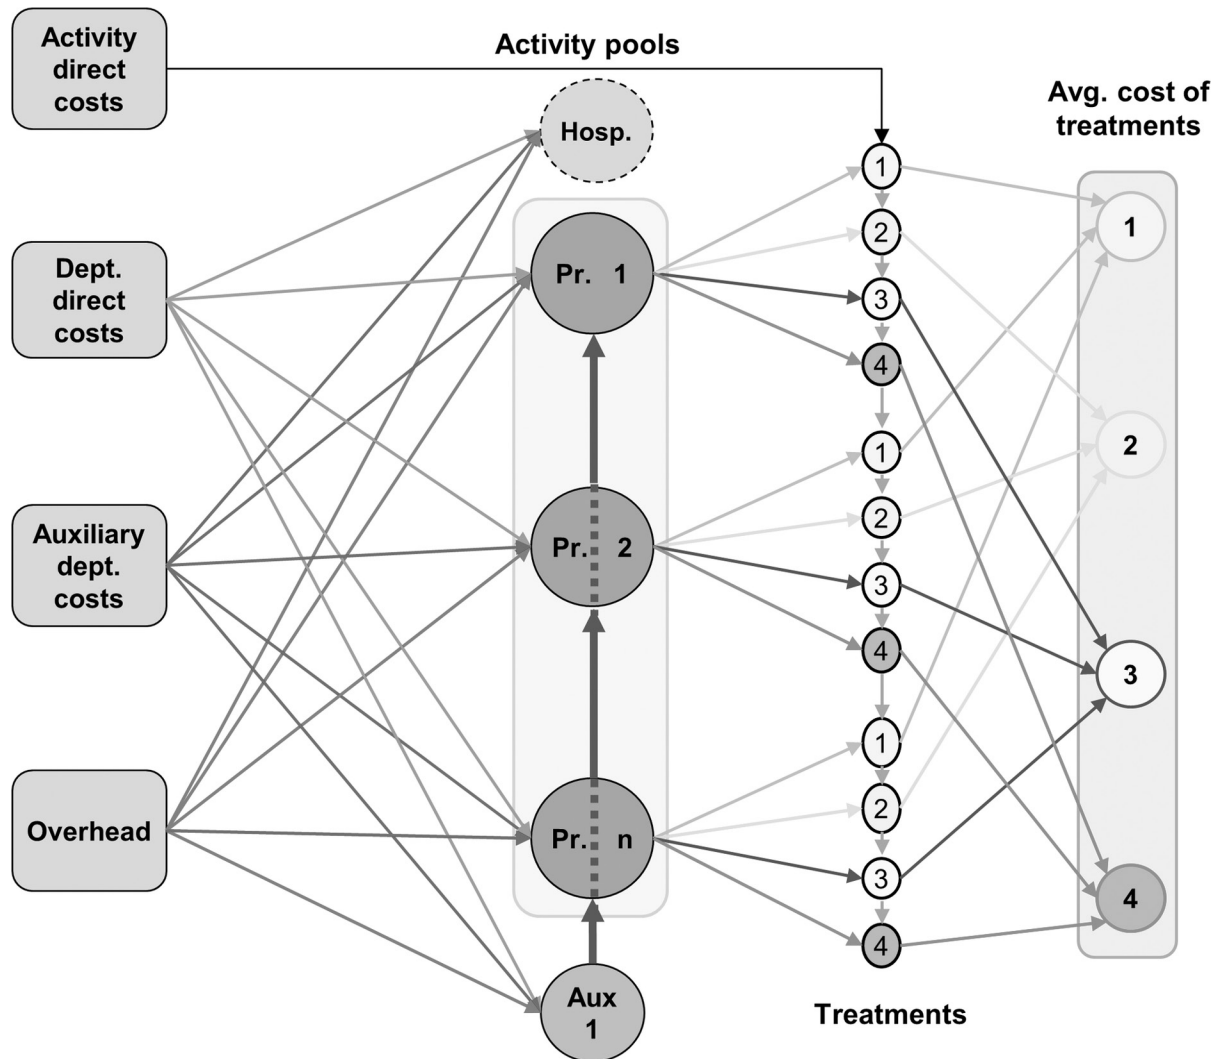 Activity
direct
costs
Activity pools
Avg. cost of
treatments
Hosp.
Dept.
direct
costs
Pr. 1
1
2
3
4
1
Auxiliary
dept.
costs
Pr. 2
1
2
3
4
2
Overhead
Pr. n
1
2
3
4
3
4
Aux
1
Treatments